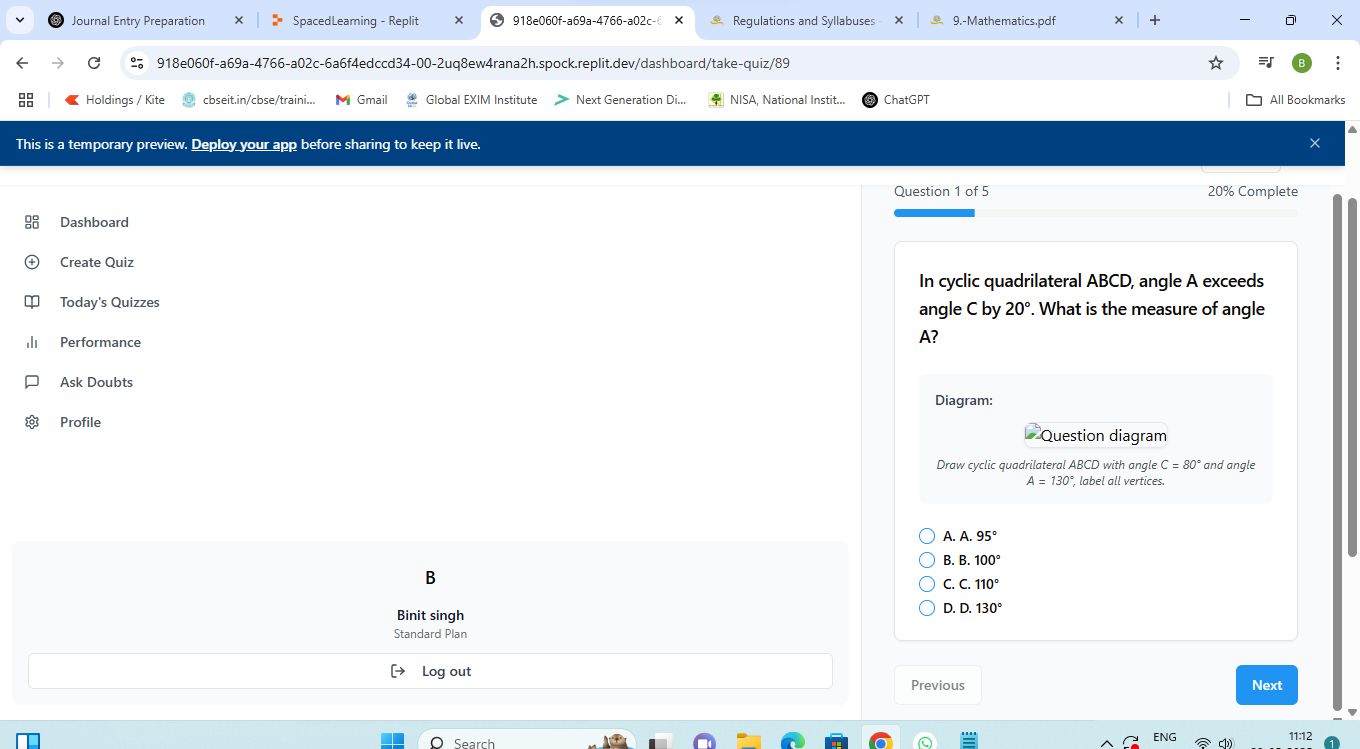 Journal Entry Preparation
SpacedLearning - Replit
918e060f-a69a-4766-a02c-6
Regulations and Syllabuses -
9.-Mathematics.pdf
918e060f-a69a-4766-a02c-6a6f4edccd34-00-2uq8ew4rana2h.spock.replit.dev/dashboard/take-quiz/89
B
Holdings / Kite
cbseit.in/cbse/traini...
Gmail
Global EXIM Institute
Next Generation Di...
NISA, National Instit...
ChatGPT
All Bookmarks
This is a temporary preview. Deploy your app before sharing to keep it live.
Dashboard
Create Quiz
Today's Quizzes
Performance
Ask Doubts
Profile
B
Binit singh
Standard Plan
Log out
Question 1 of 5
20% Complete
In cyclic quadrilateral ABCD, angle A exceeds
angle C by 20°. What is the measure of angle
A?
Diagram:
Question diagram
Draw cyclic quadrilateral ABCD with angle C = 80° and angle
A = 130°, label all vertices.
A. A. 95°
B. B. 100°
C. C. 110°
D. D. 130°
Previous
Next
Search
ENG
11:12
1